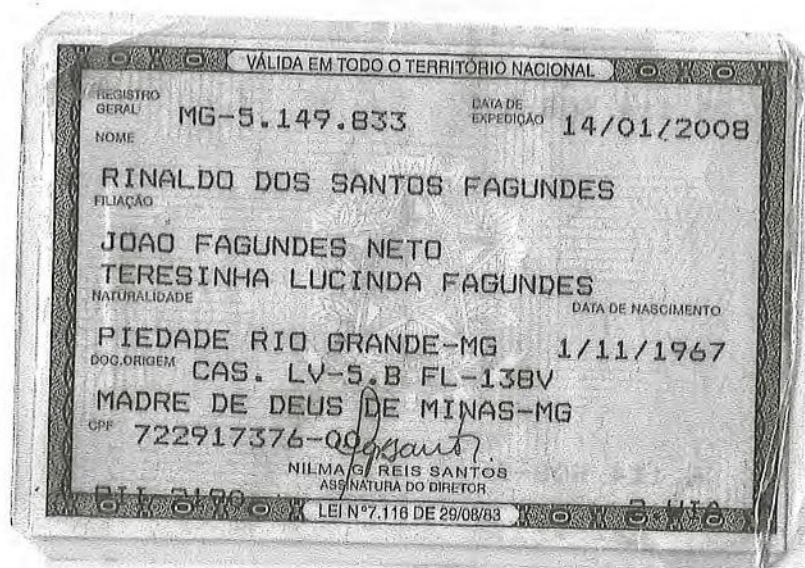 VÁLIDA EM TODO O TERRITÓRIO NACIONAL
REGISTRO GERAL MG-5.149.833 DATA DE EXPEDIÇÃO 14/01/2008
NOME
RINALDO DOS SANTOS FAGUNDES
FILIAÇÃO
JOAO FAGUNDES NETO
TERESINHA LUCINDA FAGUNDES
NATURALIDADE DATA DE NASCIMENTO
PIEDADE RIO GRANDE-MG 1/11/1967
DOC.ORIGEM CAS. LV-5.B FL-138V
MADRE DE DEUS DE MINAS-MG
CPF 722917376-00
NILMA G. REIS SANTOS
ASSINATURA DO DIRETOR
LEI Nº7.116 DE 29/08/83